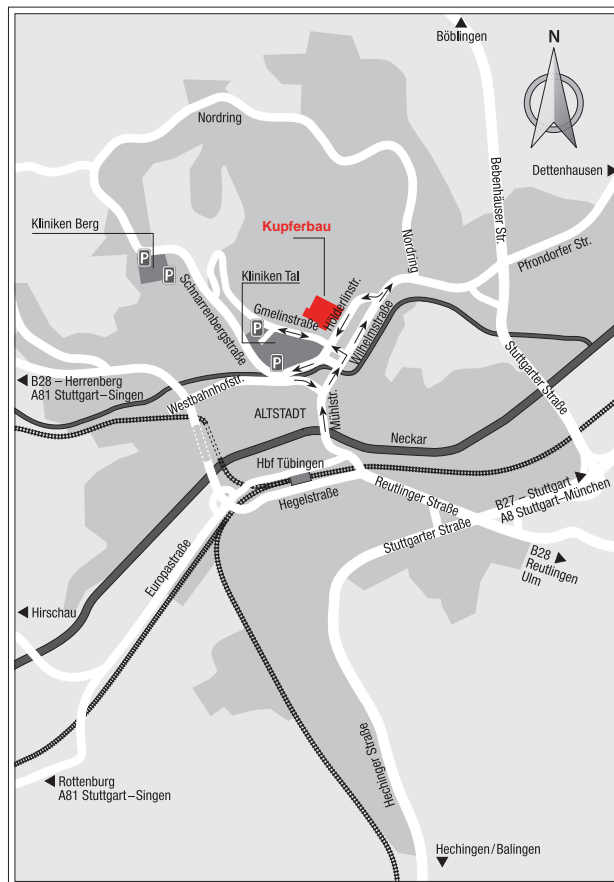 Böblingen
N
Nordring
Dettenhausen
Bebenhäuser Str.
Kliniken Berg
Kupferbau
Nordring
Pfrondorfer Str.
P
P
Kliniken Tal
Hölderlinstr.
Schnarrenbergstraße
Gmelinstraße
P
Wilhelmstraße
P
B28 – Herrenberg
A81 Stuttgart–Singen
Westbahnhofstr.
Stuttgarter Straße
ALTSTADT
Mühlstr.
Neckar
Hbf Tübingen
Hegelstraße
Reutlinger Straße
B27 – Stuttgart
A8 Stuttgart–München
Stuttgarter Straße
B28
Reutlingen
Ulm
Europastraße
Hirschau
Hechinger Straße
Rottenburg
A81 Stuttgart–Singen
Hechingen/Balingen